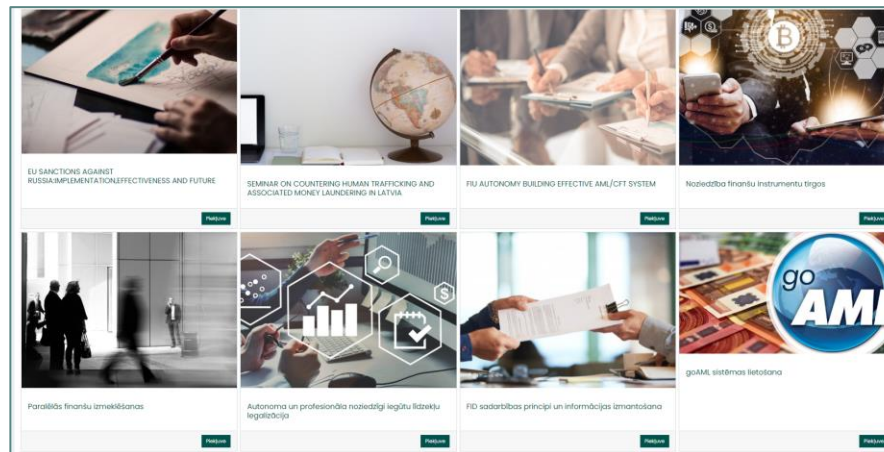 EU SANCTIONS AGAINST
RUSSIA:IMPLEMENTATION,EFFECTIVENESS AND FUTURE
Piekļuve
SEMINAR ON COUNTERING HUMAN TRAFFICKING AND
ASSOCIATED MONEY LAUNDERING IN LATVIA
Piekļuve
FIU AUTONOMY BUILDING EFFECTIVE AML/CFT SYSTEM
Piekļuve
Noziedzība finanšu instrumentu tirgos
Piekļuve
Paralēlās finanšu izmeklēšanas
Piekļuve
Autonoma un profesionāla noziedzīgi iegūtu līdzekļu
legalizācija
Piekļuve
FID sadarbības principi un informācijas izmantošana
Piekļuve
go
AML
goAML sistēmas lietošana
Piekļuve